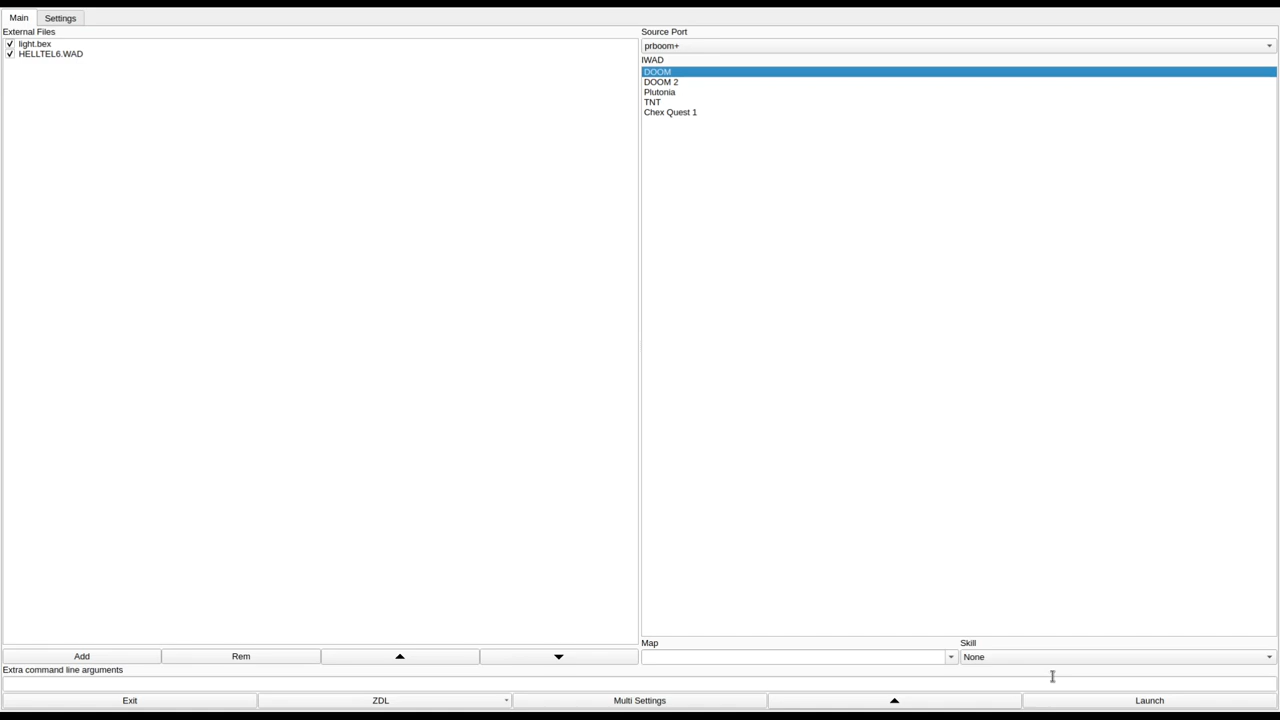 Main
Settings
External Files
light.bex
HELLTEL6.WAD
Source Port
prboom+
IWAD
DOOM
DOOM 2
Plutonia
TNT
Chex Quest 1
Map
Skill
None
Add
Rem
Extra command line arguments
Exit
ZDL
Multi Settings
Launch